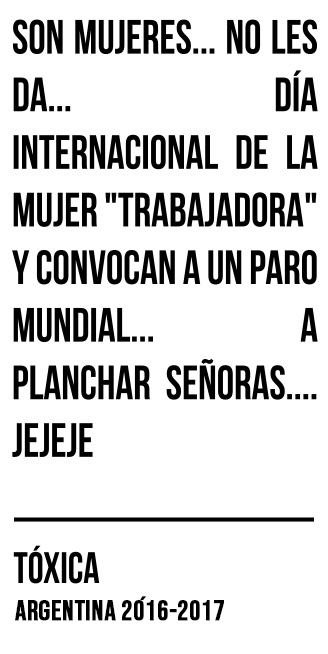 SON MUJERES... NO LES
DA... DÍA
INTERNACIONAL DE LA
MUJER "TRABAJADORA"
Y CONVOCAN A UN PARO
MUNDIAL... A
PLANCHAR SEÑORAS....
JEJEJE
TÓXICA
ARGENTINA 2016-2017